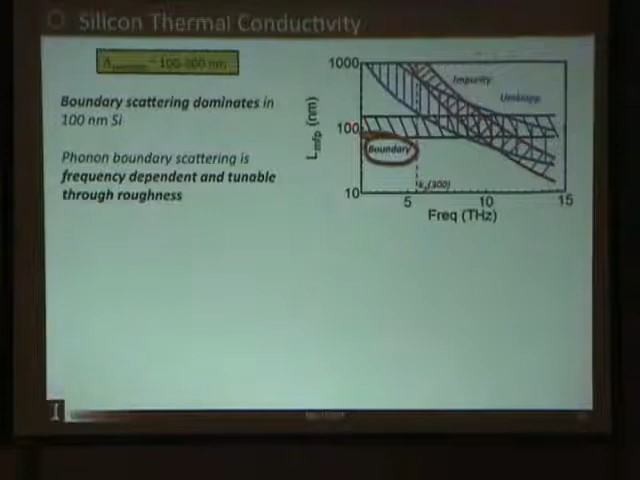 Silicon Thermal Conductivity
~ 100-300 nm
Boundary scattering dominates in
100 nm Si
Phonon boundary scattering is
frequency dependent and tunable
through roughness
1000
100
10
Lmfp (nm)
Impurity
Umklapp
Boundary
5
10
15
Freq (THz)
I